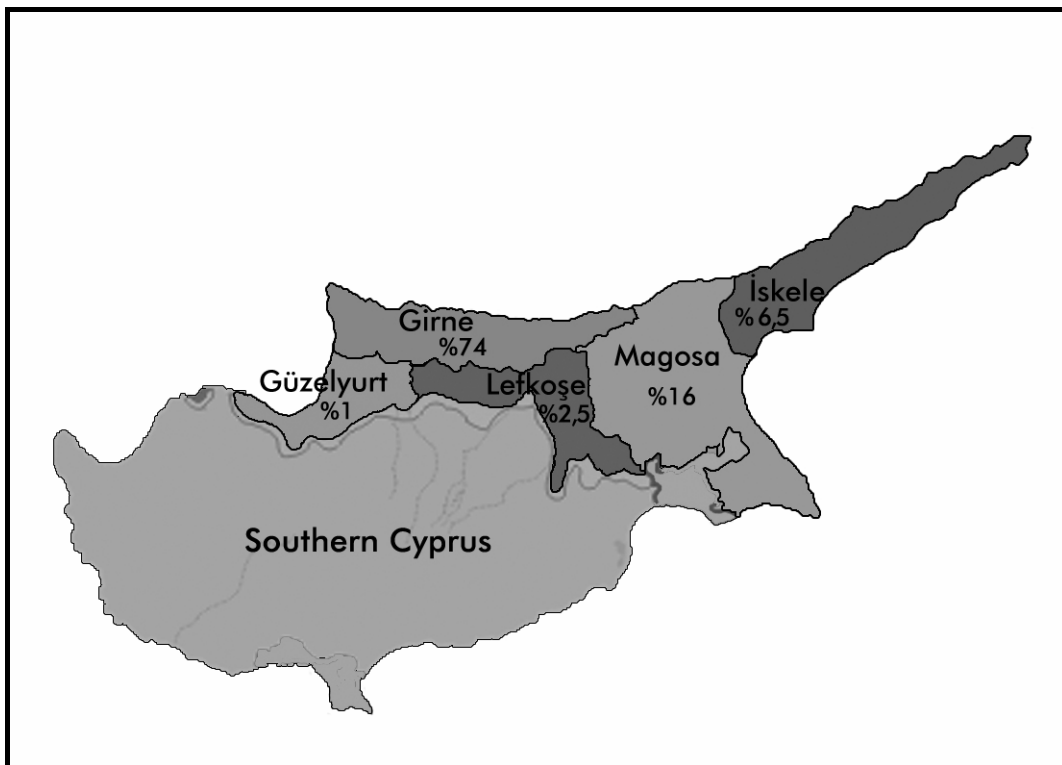 İskele
% 6,5
Girne
%74
Magosa
%16
Güzelyurt
%1
Lefkoşe
%2,5
Southern Cyprus